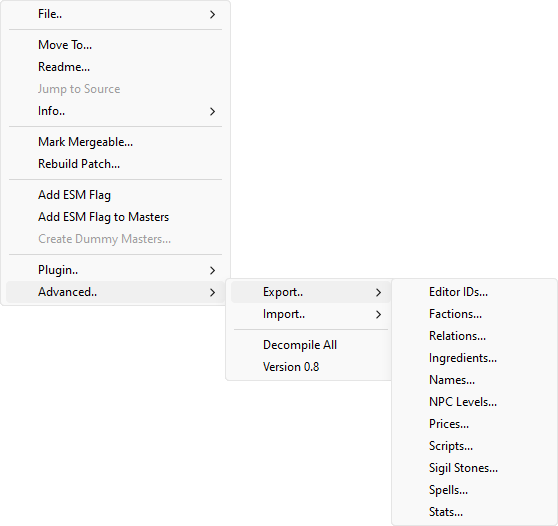 File..
Move To...
Readme...
Jump to Source
Info..
Mark Mergeable...
Rebuild Patch...
Add ESM Flag
Add ESM Flag to Masters
Create Dummy Masters...
Plugin..
Advanced..
Export..
Import..
Decompile All
Version 0.8
Editor IDs...
Factions...
Relations...
Ingredients...
Names...
NPC Levels...
Prices...
Scripts...
Sigil Stones...
Spells...
Stats...